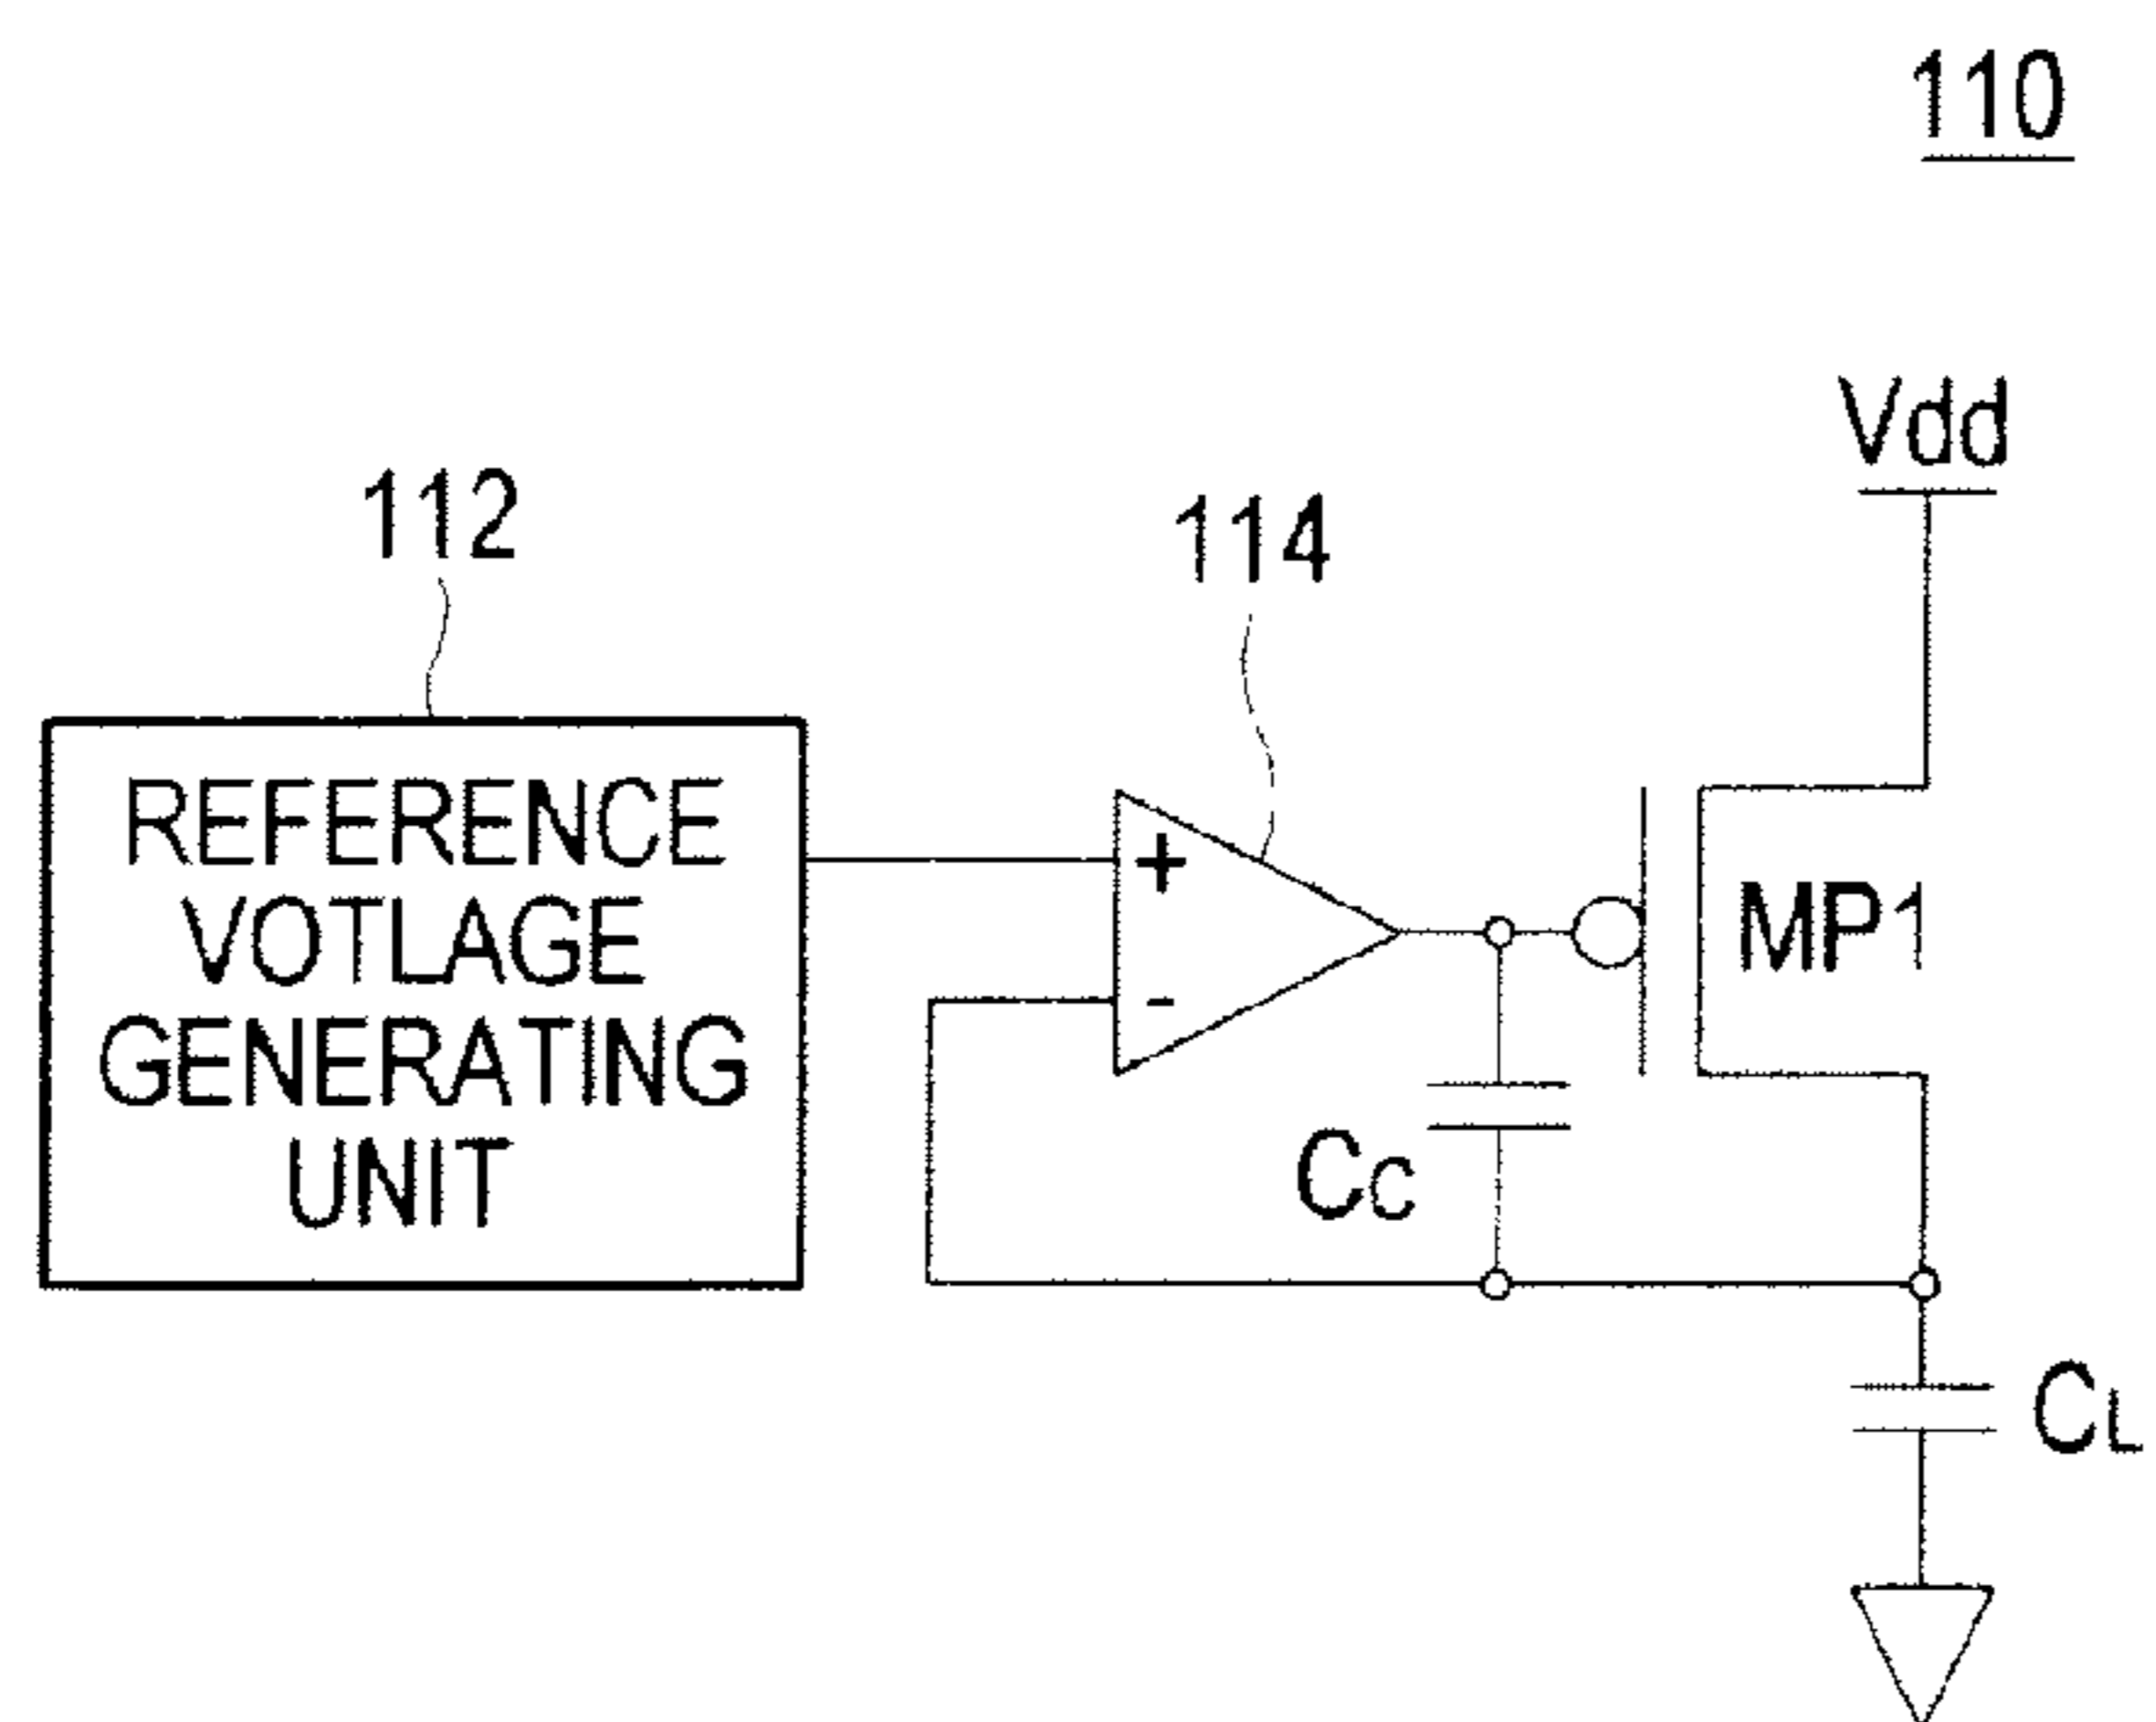 110
Vdd
112
114
REFERENCE
VOTLAGE
GENERATING
UNIT
+
-
MP1
Cc
CL